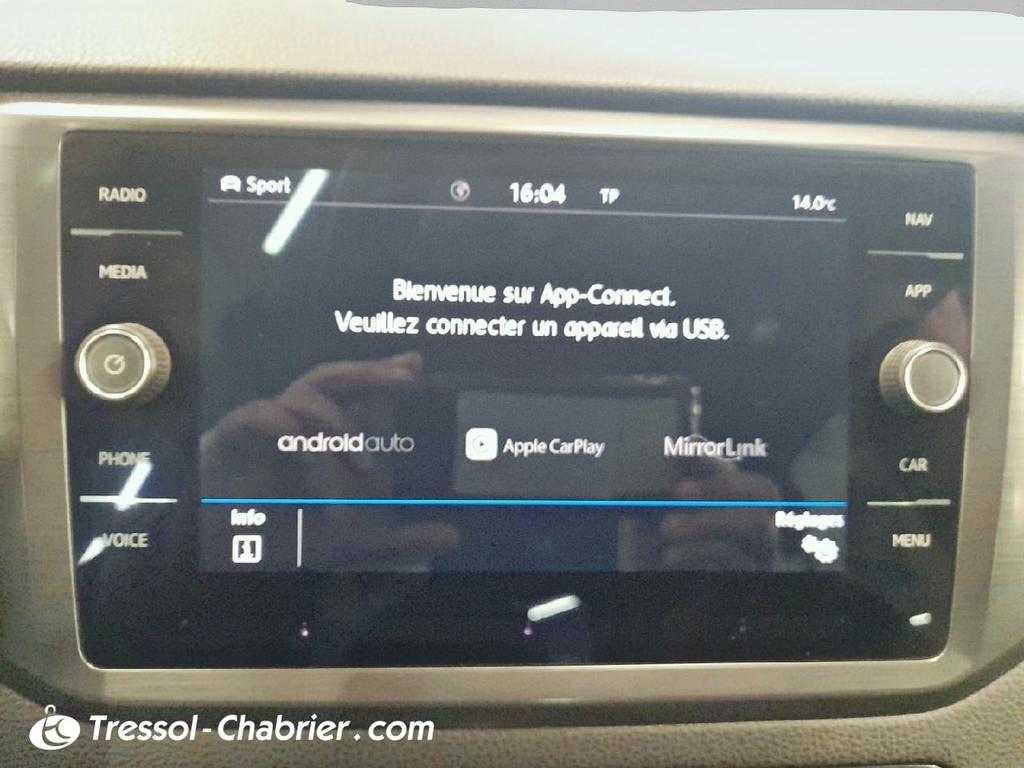 RADIO
MEDIA
PHONE
VOICE
Sport
16:04
TP
14.0°C
Bienvenue sur App-Connect.
Veuillez connecter un appareil via USB.
androidauto
Apple CarPlay
MirrorLink
Info
Réglages
NAV
APP
CAR
MENU
Tressol-Chabrier.com